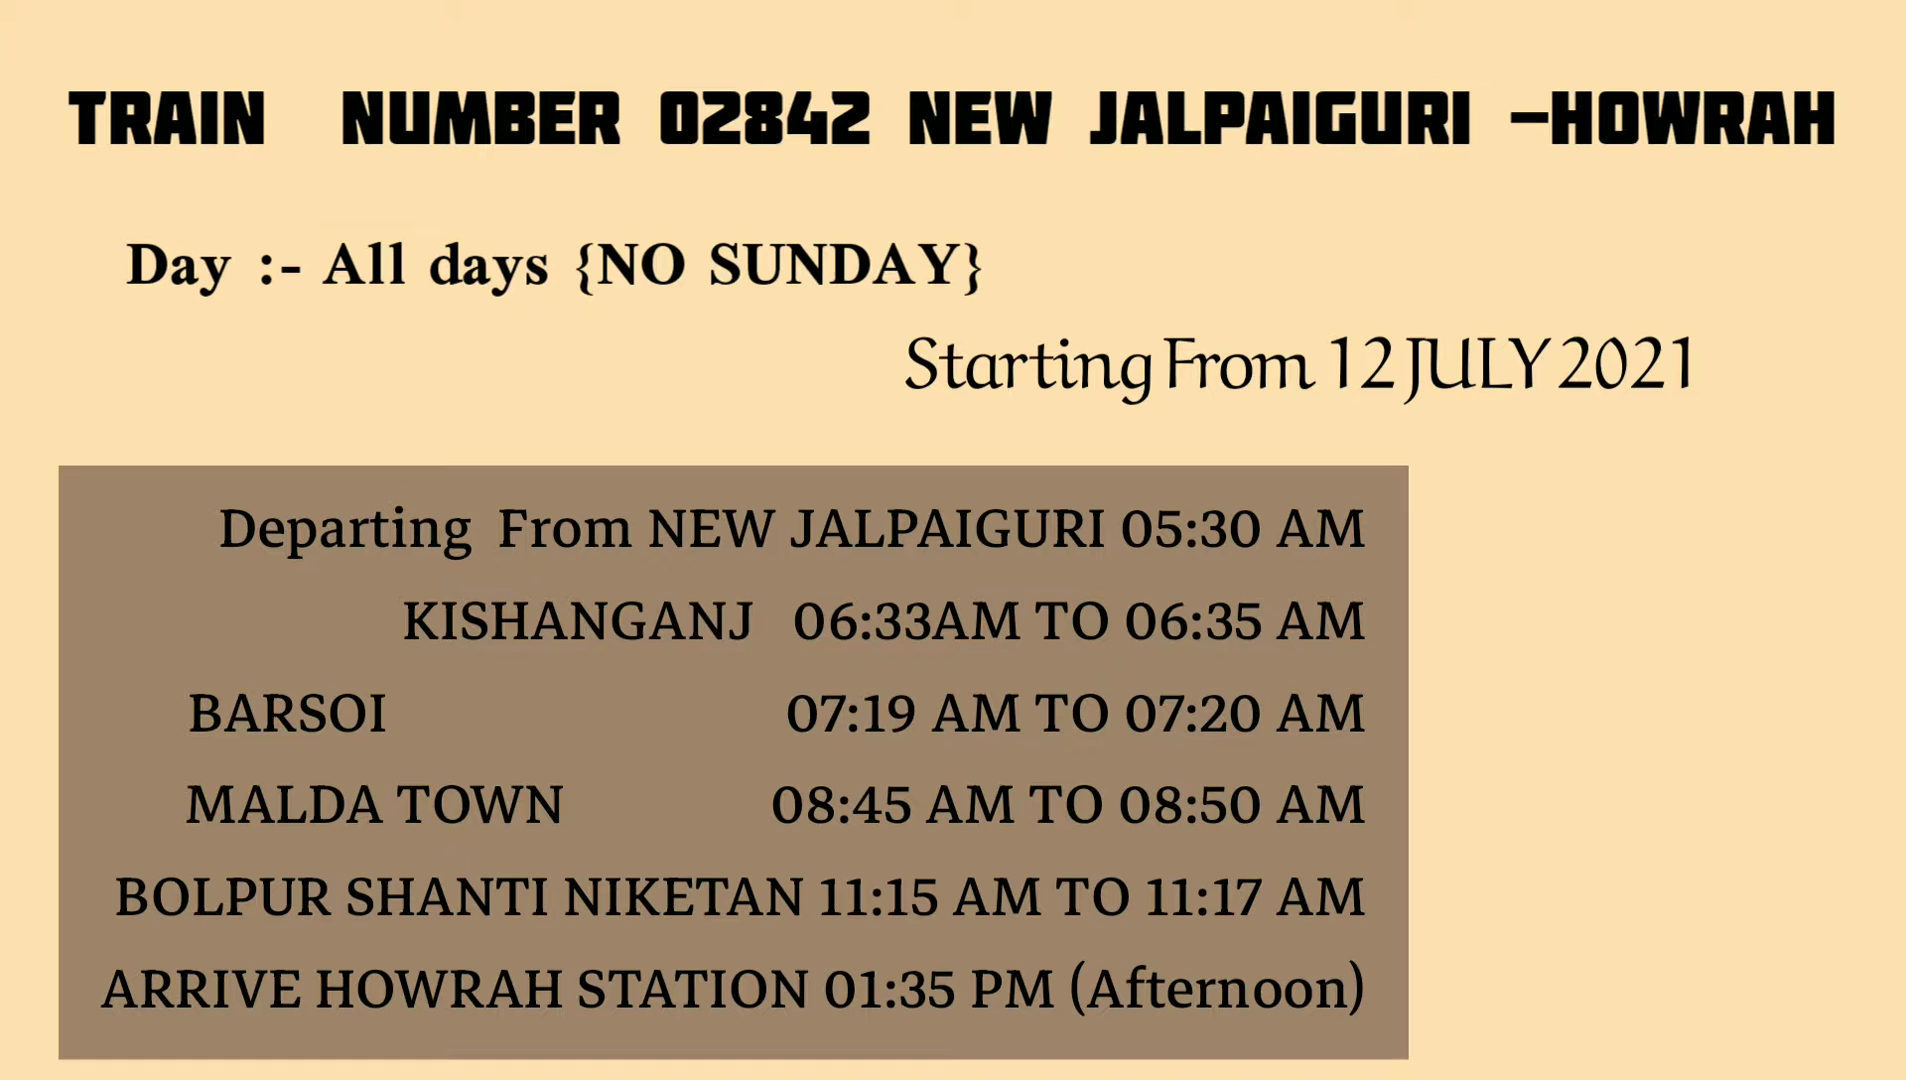 TRAIN NUMBER 02842 NEW JALPAIGURI –HOWRAH
Day :- All days {NO SUNDAY}
Starting From 12 JULY 2021
Departing From NEW JALPAIGURI 05:30 AM
KISHANGANJ 06:33AM TO 06:35 AM
BARSOI 07:19 AM TO 07:20 AM
MALDA TOWN 08:45 AM TO 08:50 AM
BOLPUR SHANTI NIKETAN 11:15 AM TO 11:17 AM
ARRIVE HOWRAH STATION 01:35 PM (Afternoon)